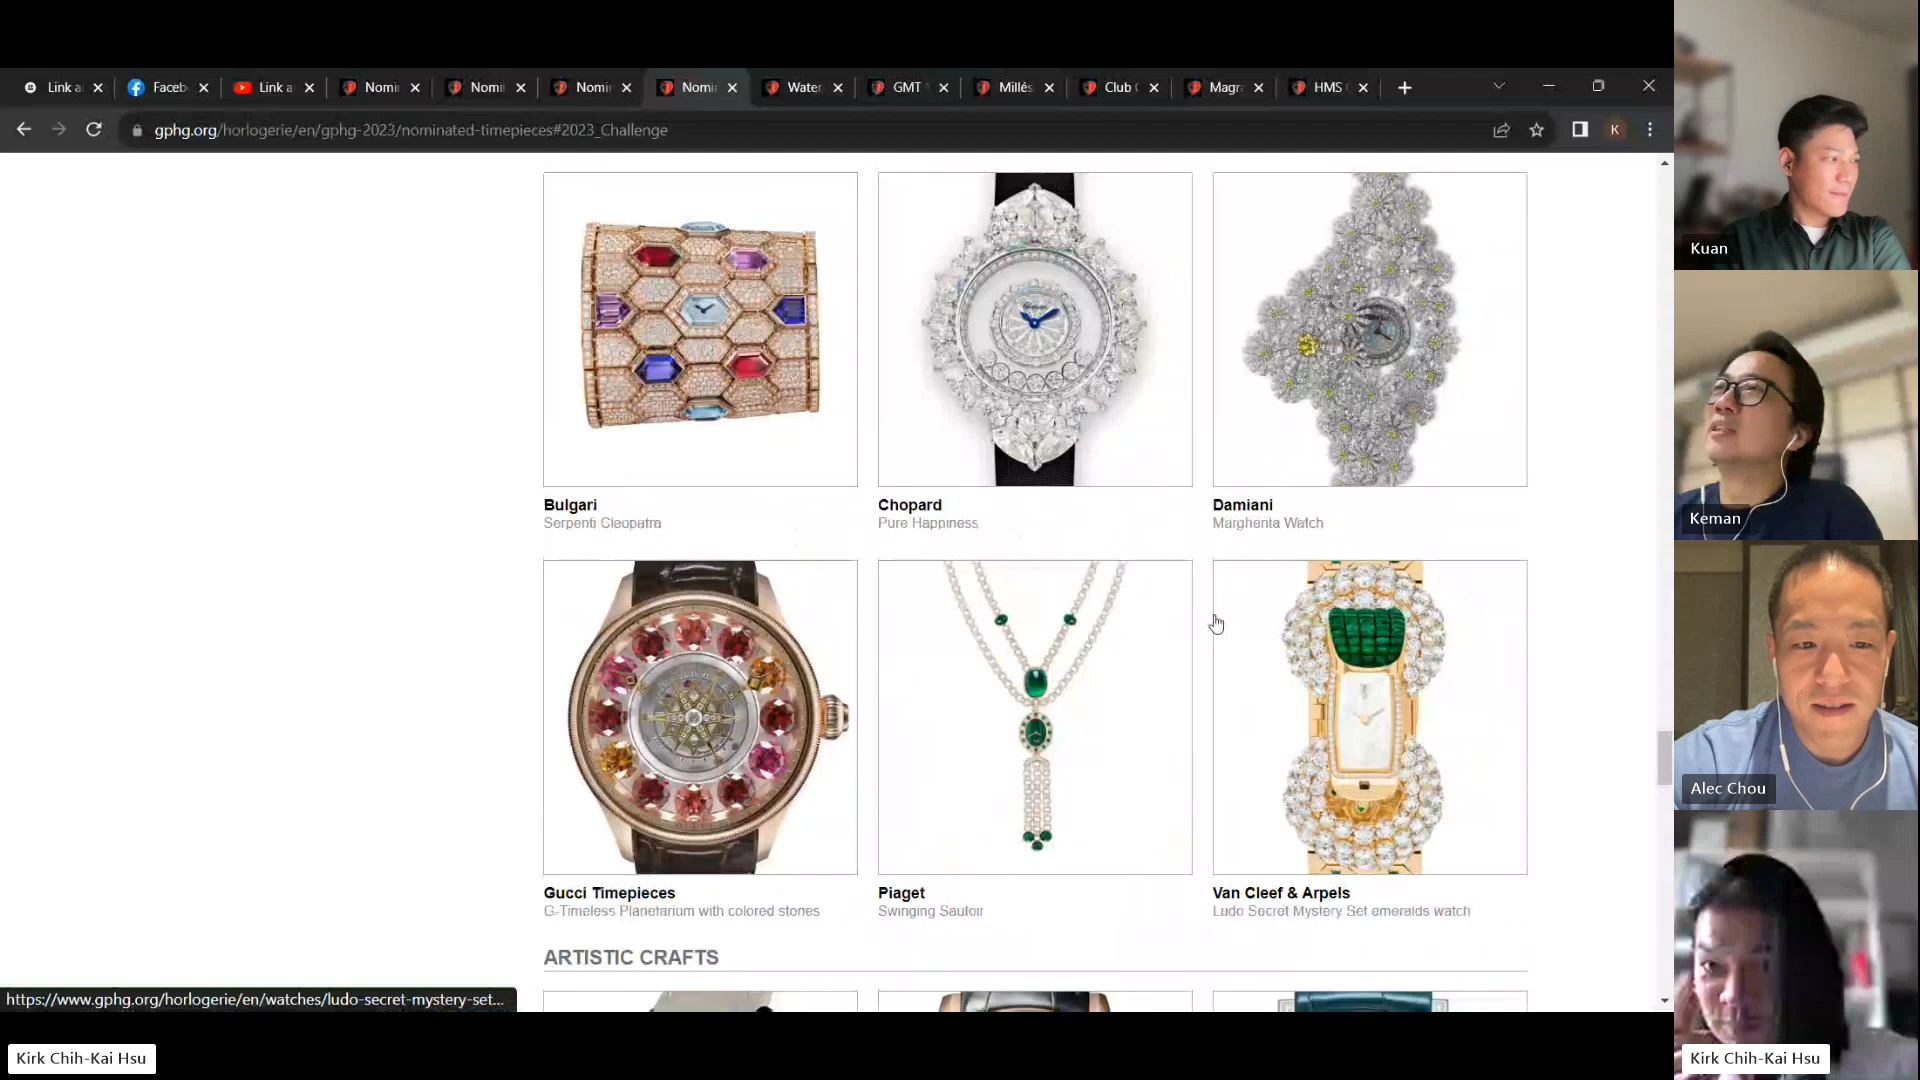 Link a
Faceb
Link a
Nomin
Nomi
Nomin
Nomi
Water
GMT
Millés
Club
Magr
HMS
gphg.org/horlogerie/en/gphg-2023/nominated-timepieces#2023_Challenge
K
Bulgari
Serpenti Cleopatra
Chopard
Pure Happiness
Damiani
Margherita Watch
Gucci Timepieces
G-Timeless Planetarium with colored stones
Piaget
Swinging Sautoir
Van Cleef & Arpels
Ludo Secret Mystery Set emeralds watch
ARTISTIC CRAFTS
https://www.gphg.org/horlogerie/en/watches/ludo-secret-mystery-set...
Kirk Chih-Kai Hsu
Kuan
Keman
Alec Chou
Kirk Chih-Kai Hsu